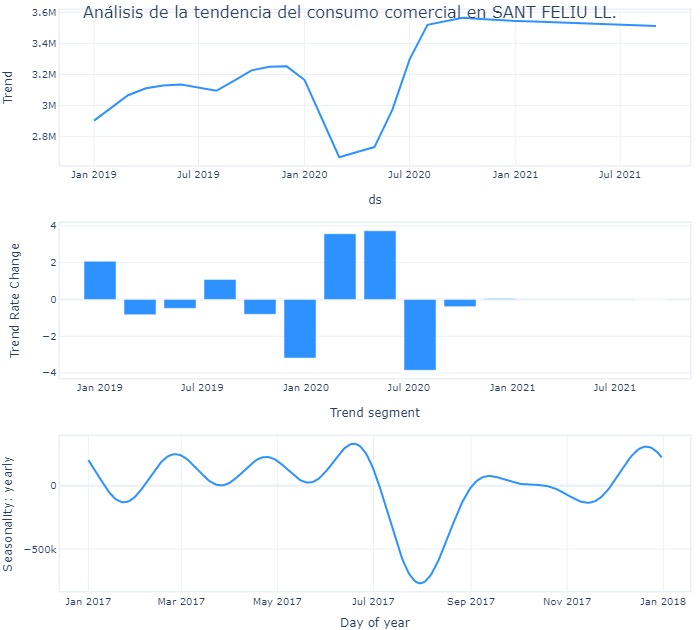 Análisis de la tendencia del consumo comercial en SANT FELIU LL.
3.6M
3.4M
3.2M
3M
2.8M
Trend
Jan 2019 Jul 2019 Jan 2020 Jul 2020 Jan 2021 Jul 2021
ds
4
2
0
−2
−4
Trend Rate Change
Jan 2019 Jul 2019 Jan 2020 Jul 2020 Jan 2021 Jul 2021
Trend segment
0
−500k
Seasonality: yearly
Jan 2017 Mar 2017 May 2017 Jul 2017 Sep 2017 Nov 2017 Jan 2018
Day of year